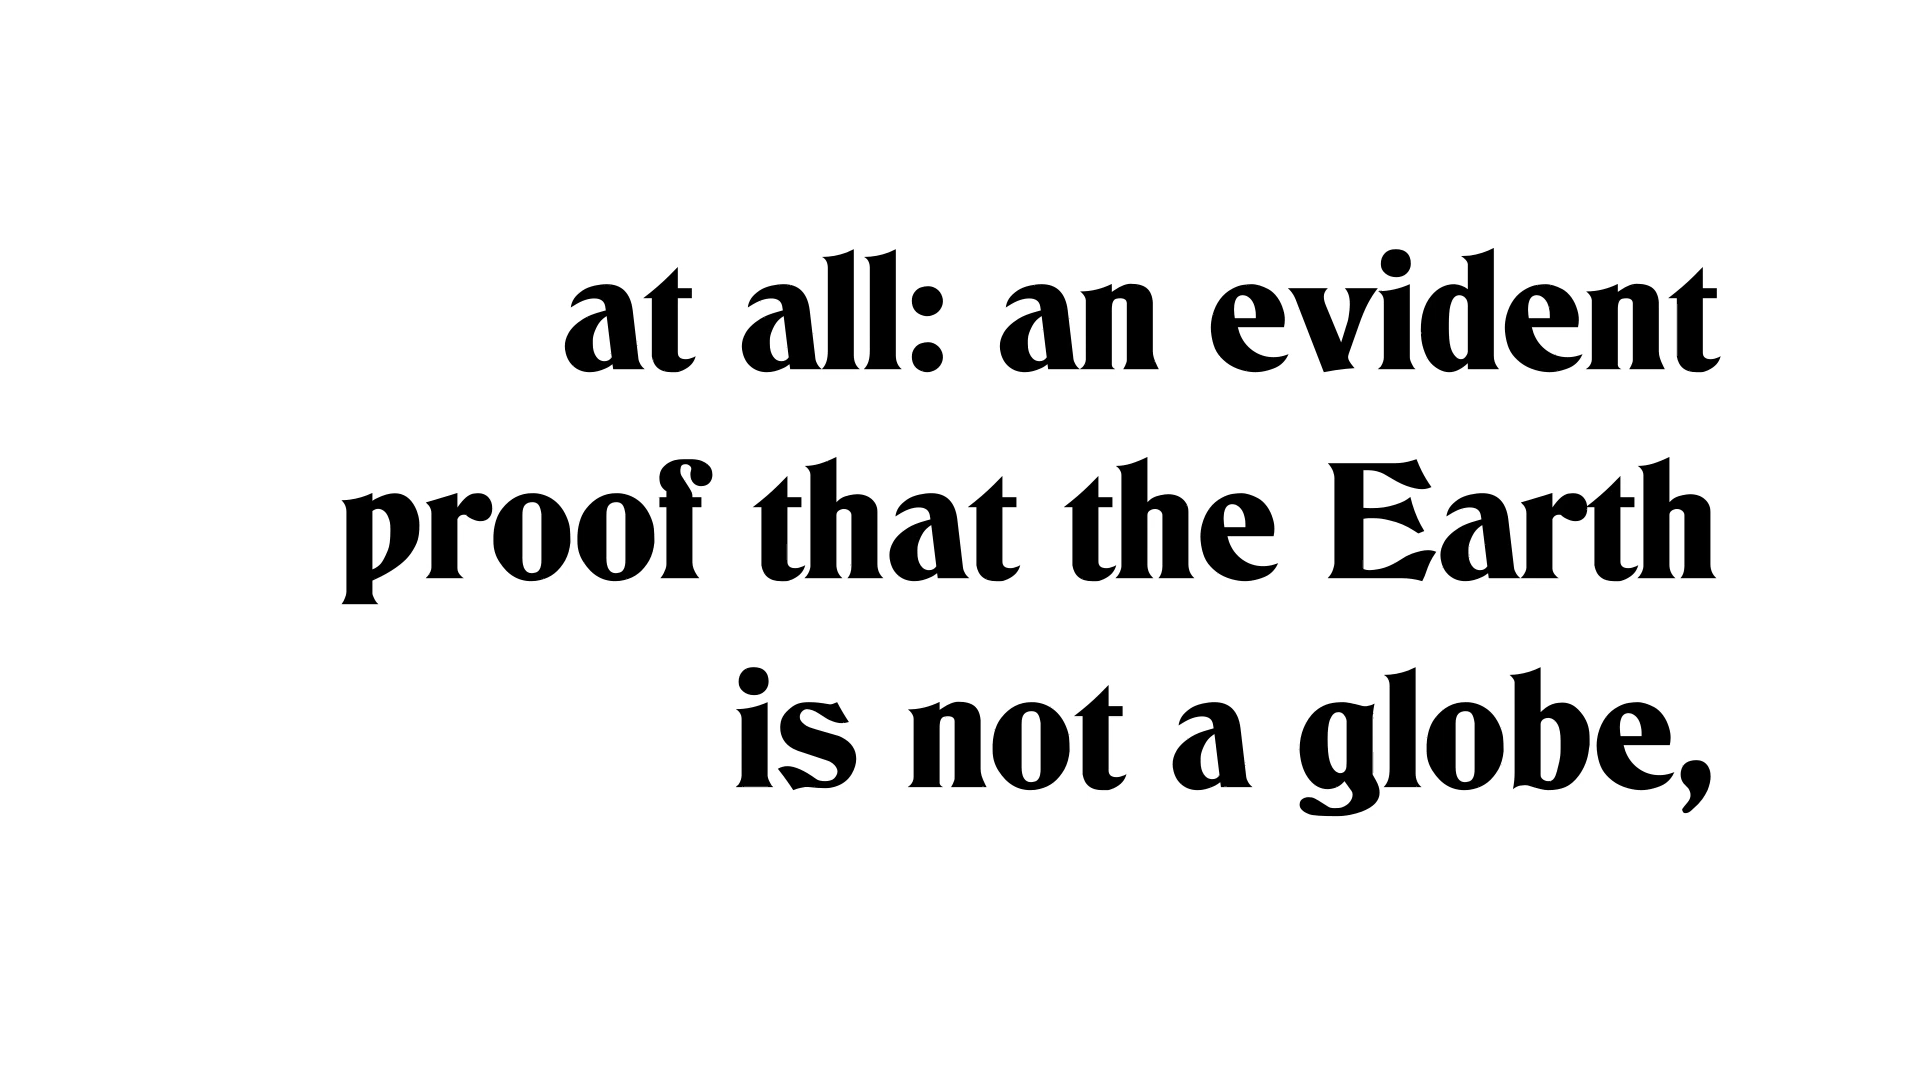 at all: an evident
proof that the Earth
is not a globe,